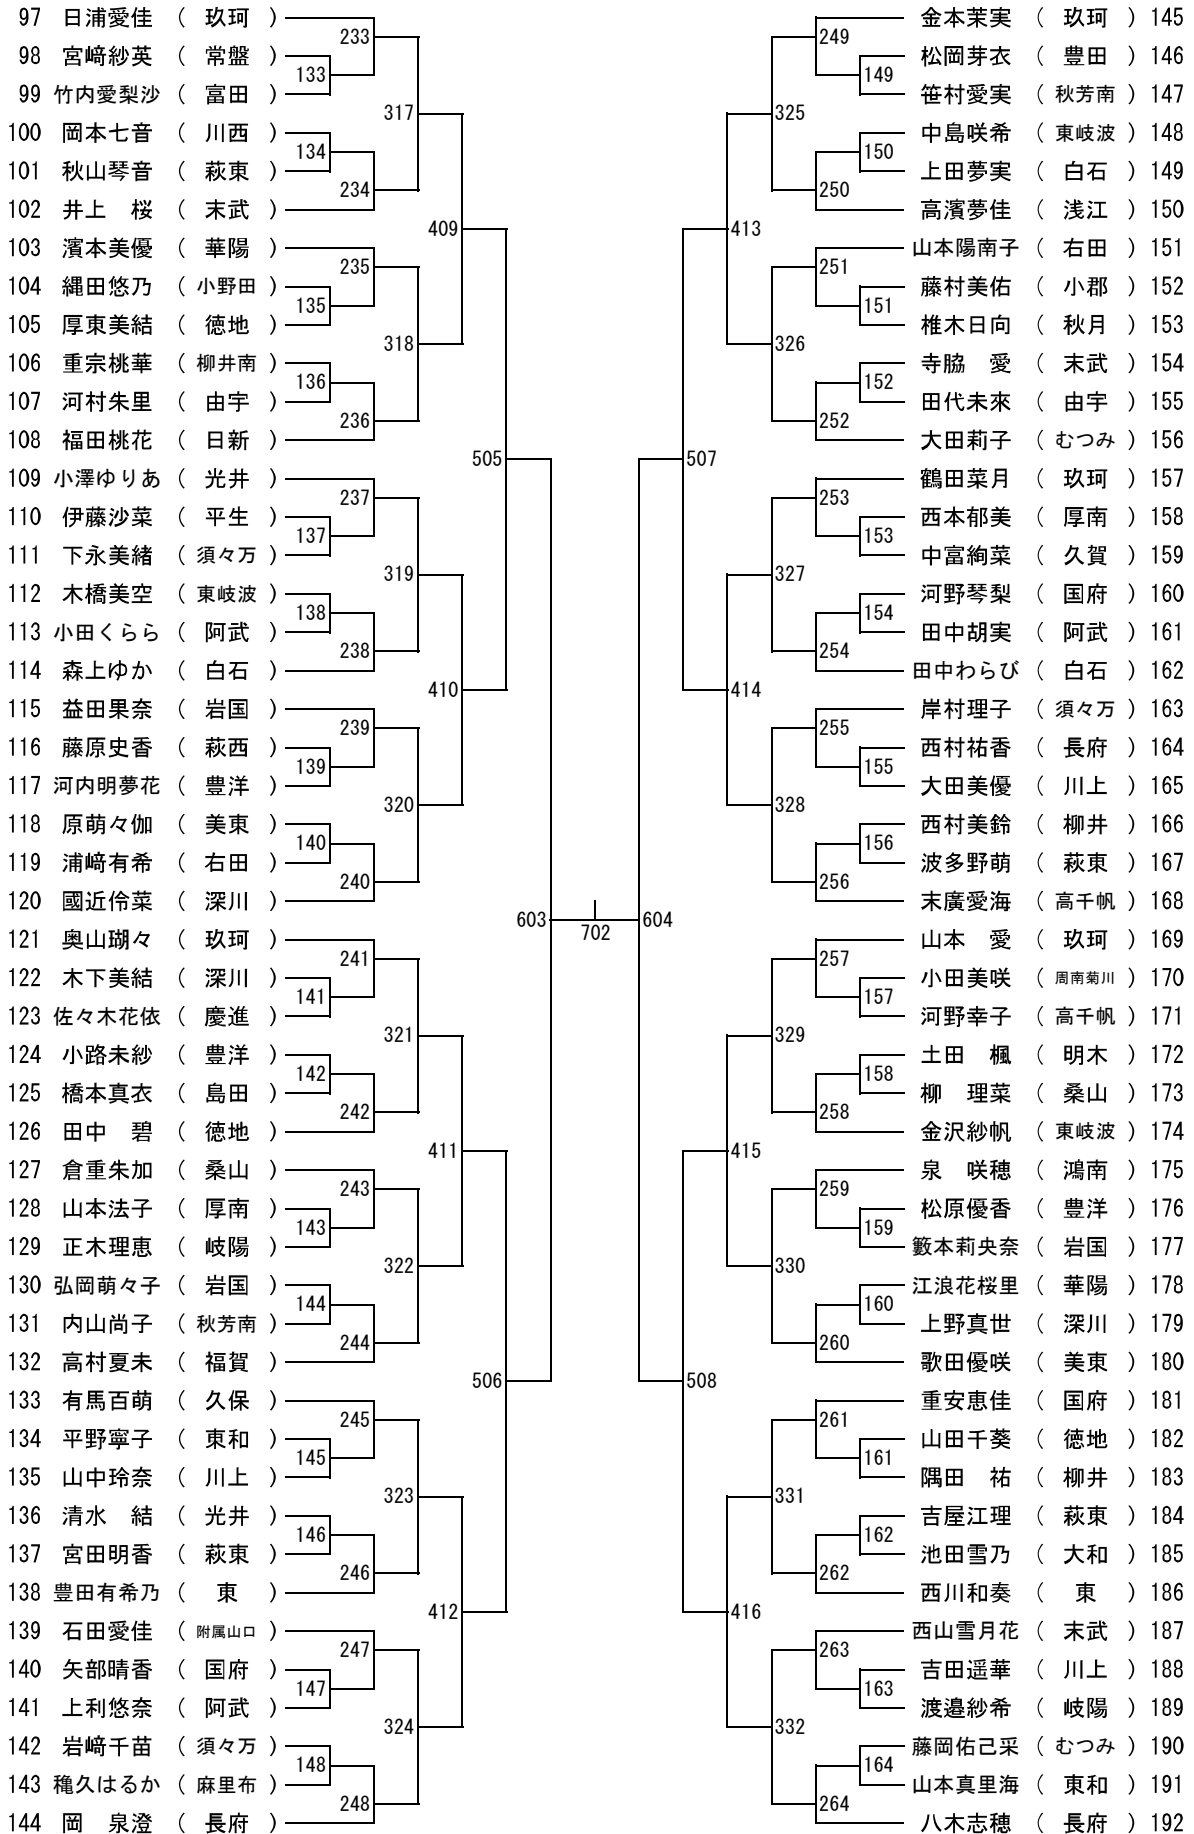 97 日浦愛佳 ( 玖珂 )
98 宮﨑紗英 ( 常盤 )
99 竹内愛梨沙 ( 富田 )
100 岡本七音 ( 川西 )
101 秋山琴音 ( 萩東 )
102 井上 桜 ( 末武 )
103 濱本美優 ( 華陽 )
104 縄田悠乃 ( 小野田 )
105 厚東美結 ( 徳地 )
106 重宗桃華 ( 柳井南 )
107 河村朱里 ( 由宇 )
108 福田桃花 ( 日新 )
109 小澤ゆりあ ( 光井 )
110 伊藤沙菜 ( 平生 )
111 下永美緒 ( 須々万 )
112 木橋美空 ( 東岐波 )
113 小田くらら ( 阿武 )
114 森上ゆか ( 白石 )
115 益田果奈 ( 岩国 )
116 藤原史香 ( 萩西 )
117 河内明夢花 ( 豊洋 )
118 原萌々伽 ( 美東 )
119 浦﨑有希 ( 右田 )
120 國近伶菜 ( 深川 )
121 奥山瑚々 ( 玖珂 )
122 木下美結 ( 深川 )
123 佐々木花依 ( 慶進 )
124 小路未紗 ( 豊洋 )
125 橋本真衣 ( 島田 )
126 田中 碧 ( 徳地 )
127 倉重朱加 ( 桑山 )
128 山本法子 ( 厚南 )
129 正木理恵 ( 岐陽 )
130 弘岡萌々子 ( 岩国 )
131 内山尚子 ( 秋芳南 )
132 高村夏未 ( 福賀 )
133 有馬百萌 ( 久保 )
134 平野寧子 ( 東和 )
135 山中玲奈 ( 川上 )
136 清水 結 ( 光井 )
137 宮田明香 ( 萩東 )
138 豊田有希乃 ( 東 )
139 石田愛佳 ( 附属山口 )
140 矢部晴香 ( 国府 )
141 上利悠奈 ( 阿武 )
142 岩﨑千苗 ( 須々万 )
143 穐久はるか ( 麻里布 )
144 岡 泉澄 ( 長府 )
133
134
135
136
137
138
139
140
141
142
143
144
145
146
147
148
233
234
235
236
237
238
239
240
241
242
243
244
245
246
247
248
317
318
319
320
321
322
323
324
409
410
411
412
505
506
603
702
604
507
508
413
414
415
416
325
326
327
328
329
330
331
332
249
250
251
252
253
254
255
256
257
258
259
260
261
262
263
264
149
150
151
152
153
154
155
156
157
158
159
160
161
162
163
164
金本茉実 ( 玖珂 ) 145
松岡芽衣 ( 豊田 ) 146
笹村愛実 ( 秋芳南 ) 147
中島咲希 ( 東岐波 ) 148
上田夢実 ( 白石 ) 149
高濱夢佳 ( 浅江 ) 150
山本陽南子 ( 右田 ) 151
藤村美佑 ( 小郡 ) 152
椎木日向 ( 秋月 ) 153
寺脇 愛 ( 末武 ) 154
田代未來 ( 由宇 ) 155
大田莉子 ( むつみ ) 156
鶴田菜月 ( 玖珂 ) 157
西本郁美 ( 厚南 ) 158
中富絢菜 ( 久賀 ) 159
河野琴梨 ( 国府 ) 160
田中胡実 ( 阿武 ) 161
田中わらび ( 白石 ) 162
岸村理子 ( 須々万 ) 163
西村祐香 ( 長府 ) 164
大田美優 ( 川上 ) 165
西村美鈴 ( 柳井 ) 166
波多野萌 ( 萩東 ) 167
末廣愛海 ( 高千帆 ) 168
山本 愛 ( 玖珂 ) 169
小田美咲 ( 周南菊川 ) 170
河野幸子 ( 高千帆 ) 171
土田 楓 ( 明木 ) 172
柳 理菜 ( 桑山 ) 173
金沢紗帆 ( 東岐波 ) 174
泉 咲穂 ( 鴻南 ) 175
松原優香 ( 豊洋 ) 176
籔本莉央奈 ( 岩国 ) 177
江浪花桜里 ( 華陽 ) 178
上野真世 ( 深川 ) 179
歌田優咲 ( 美東 ) 180
重安恵佳 ( 国府 ) 181
山田千葵 ( 徳地 ) 182
隅田 祐 ( 柳井 ) 183
吉屋江理 ( 萩東 ) 184
池田雪乃 ( 大和 ) 185
西川和奏 ( 東 ) 186
西山雪月花 ( 末武 ) 187
吉田遥華 ( 川上 ) 188
渡邉紗希 ( 岐陽 ) 189
藤岡佑己采 ( むつみ ) 190
山本真里海 ( 東和 ) 191
八木志穂 ( 長府 ) 192